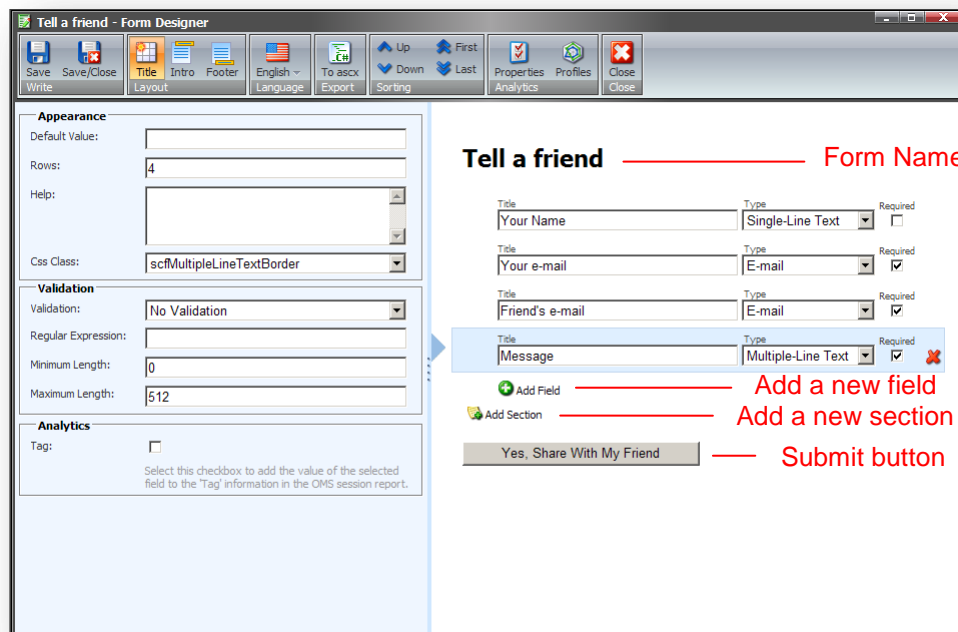 Tell a friend - Form Designer
Save Save/Close Title Intro Footer English To ascx Up Down First Last Properties Profiles Close
Write Layout Language Export Sorting Analytics Close
Appearance
Default Value:
Rows: 4
Help:
Css Class: scfMultipleLineTextBorder
Validation
Validation: No Validation
Regular Expression:
Minimum Length: 0
Maximum Length: 512
Analytics
Tag:
Select this checkbox to add the value of the selected
field to the 'Tag' information in the OMS session report.
Tell a friend Form Name
Title Type Required
Your Name Single-Line Text
Title Type Required
Your e-mail E-mail
Title Type Required
Friend's e-mail E-mail
Title Type Required
Message Multiple-Line Text
Add Field Add a new field
Add Section Add a new section
Yes, Share With My Friend Submit button